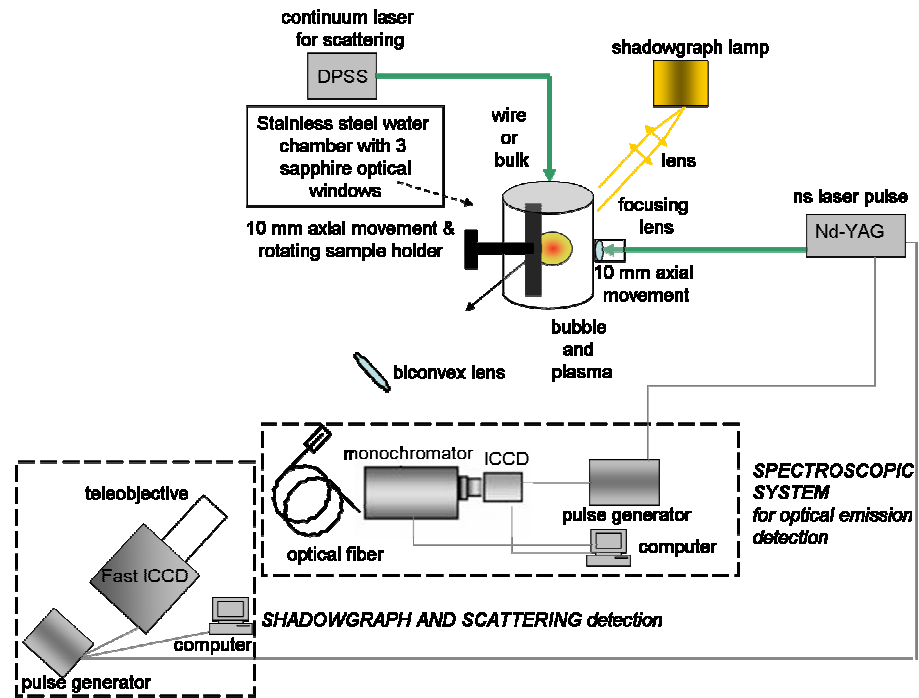 continuum laser
for scattering
DPSS
shadowgraph lamp
Stainless steel water
chamber with 3
sapphire optical
windows
wire
or
bulk
lens
10 mm axial movement &
rotating sample holder
focusing
lens
ns laser pulse
Nd-YAG
10 mm axial
movement
bubble
and
plasma
biconvex lens
monochromator
ICCD
pulse generator
optical fiber
computer
SPECTROSCOPIC
SYSTEM
for optical emission
detection
teleobjective
Fast ICCD
computer
pulse generator
SHADOWGRAPH AND SCATTERING detection